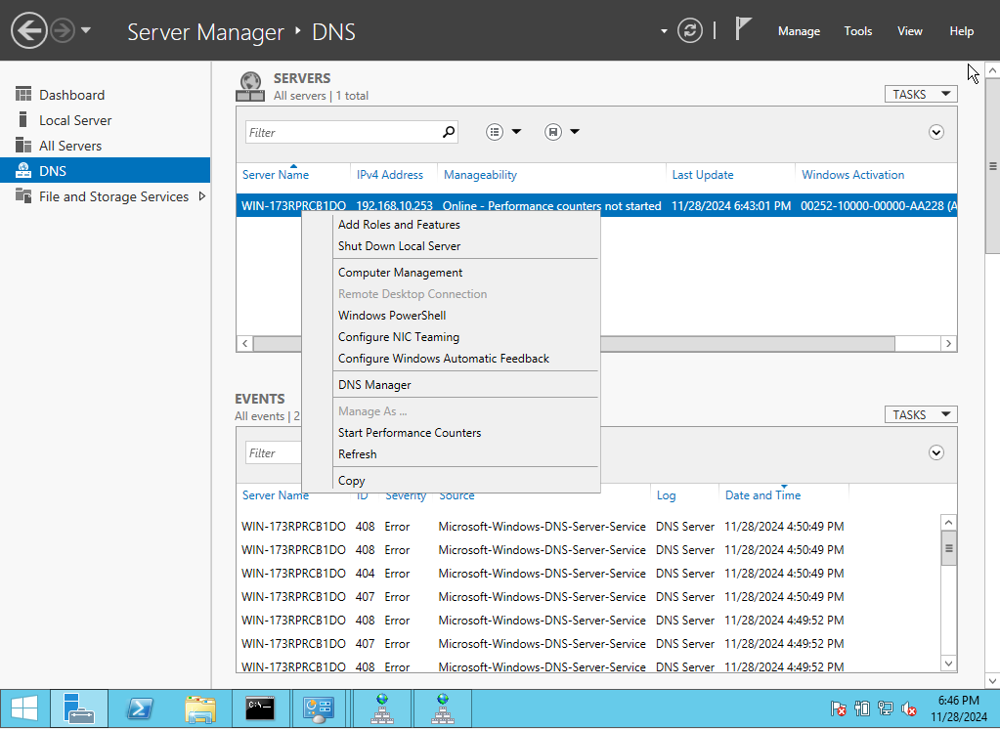 Server Manager ‣ DNS
Manage Tools View Help
Dashboard
Local Server
All Servers
DNS
File and Storage Services
SERVERS
All servers | 1 total
TASKS
Filter
Server Name IPv4 Address Manageability Last Update Windows Activation
WIN-173RPRCB1DO 192.168.10.253 Online - Performance counters not started 11/28/2024 6:43:01 PM 00252-10000-00000-AA228 (A
Add Roles and Features
Shut Down Local Server
Computer Management
Remote Desktop Connection
Windows PowerShell
Configure NIC Teaming
Configure Windows Automatic Feedback
DNS Manager
Manage As ...
Start Performance Counters
Refresh
Copy
EVENTS
All events | 2
TASKS
Filter
Server Name ID Severity Source Log Date and Time
WIN-173RPRCB1DO 408 Error Microsoft-Windows-DNS-Server-Service DNS Server 11/28/2024 4:50:49 PM
WIN-173RPRCB1DO 408 Error Microsoft-Windows-DNS-Server-Service DNS Server 11/28/2024 4:50:49 PM
WIN-173RPRCB1DO 404 Error Microsoft-Windows-DNS-Server-Service DNS Server 11/28/2024 4:50:49 PM
WIN-173RPRCB1DO 407 Error Microsoft-Windows-DNS-Server-Service DNS Server 11/28/2024 4:50:49 PM
WIN-173RPRCB1DO 408 Error Microsoft-Windows-DNS-Server-Service DNS Server 11/28/2024 4:49:52 PM
WIN-173RPRCB1DO 407 Error Microsoft-Windows-DNS-Server-Service DNS Server 11/28/2024 4:49:52 PM
WIN-173RPRCB1DO 408 Error Microsoft-Windows-DNS-Server-Service DNS Server 11/28/2024 4:49:52 PM
6:46 PM
11/28/2024